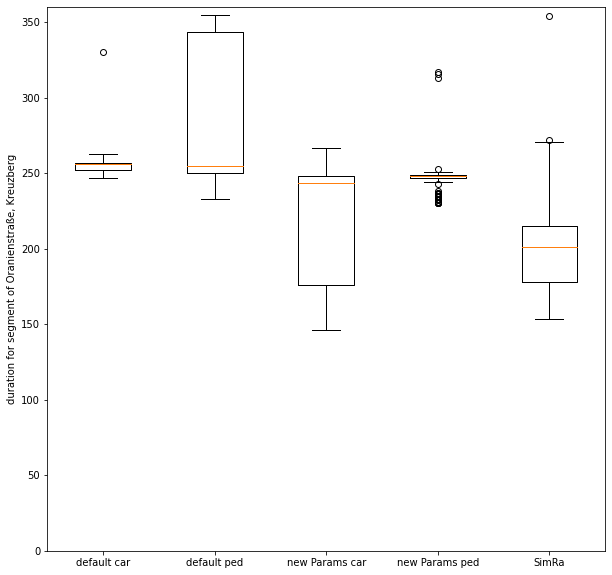 duration for segment of Oranienstraße, Kreuzberg
350
300
250
200
150
100
50
0
default car
default ped
new Params car
new Params ped
SimRa